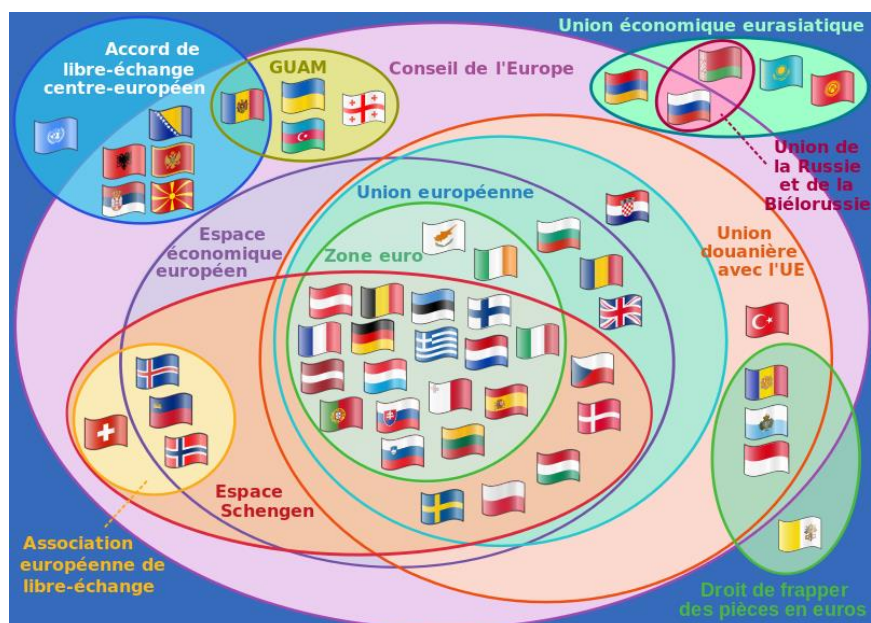 Union économique eurasiatique
Accord de
libre-échange
centre-européen
GUAM
Conseil de l'Europe
Union de
la Russie
et de la
Biélorussie
Union européenne
Espace
économique
européen
Zone euro
Union
douanière
avec l'UE
Espace
Schengen
Association
européenne de
libre-échange
Droit de frapper
des pièces en euros